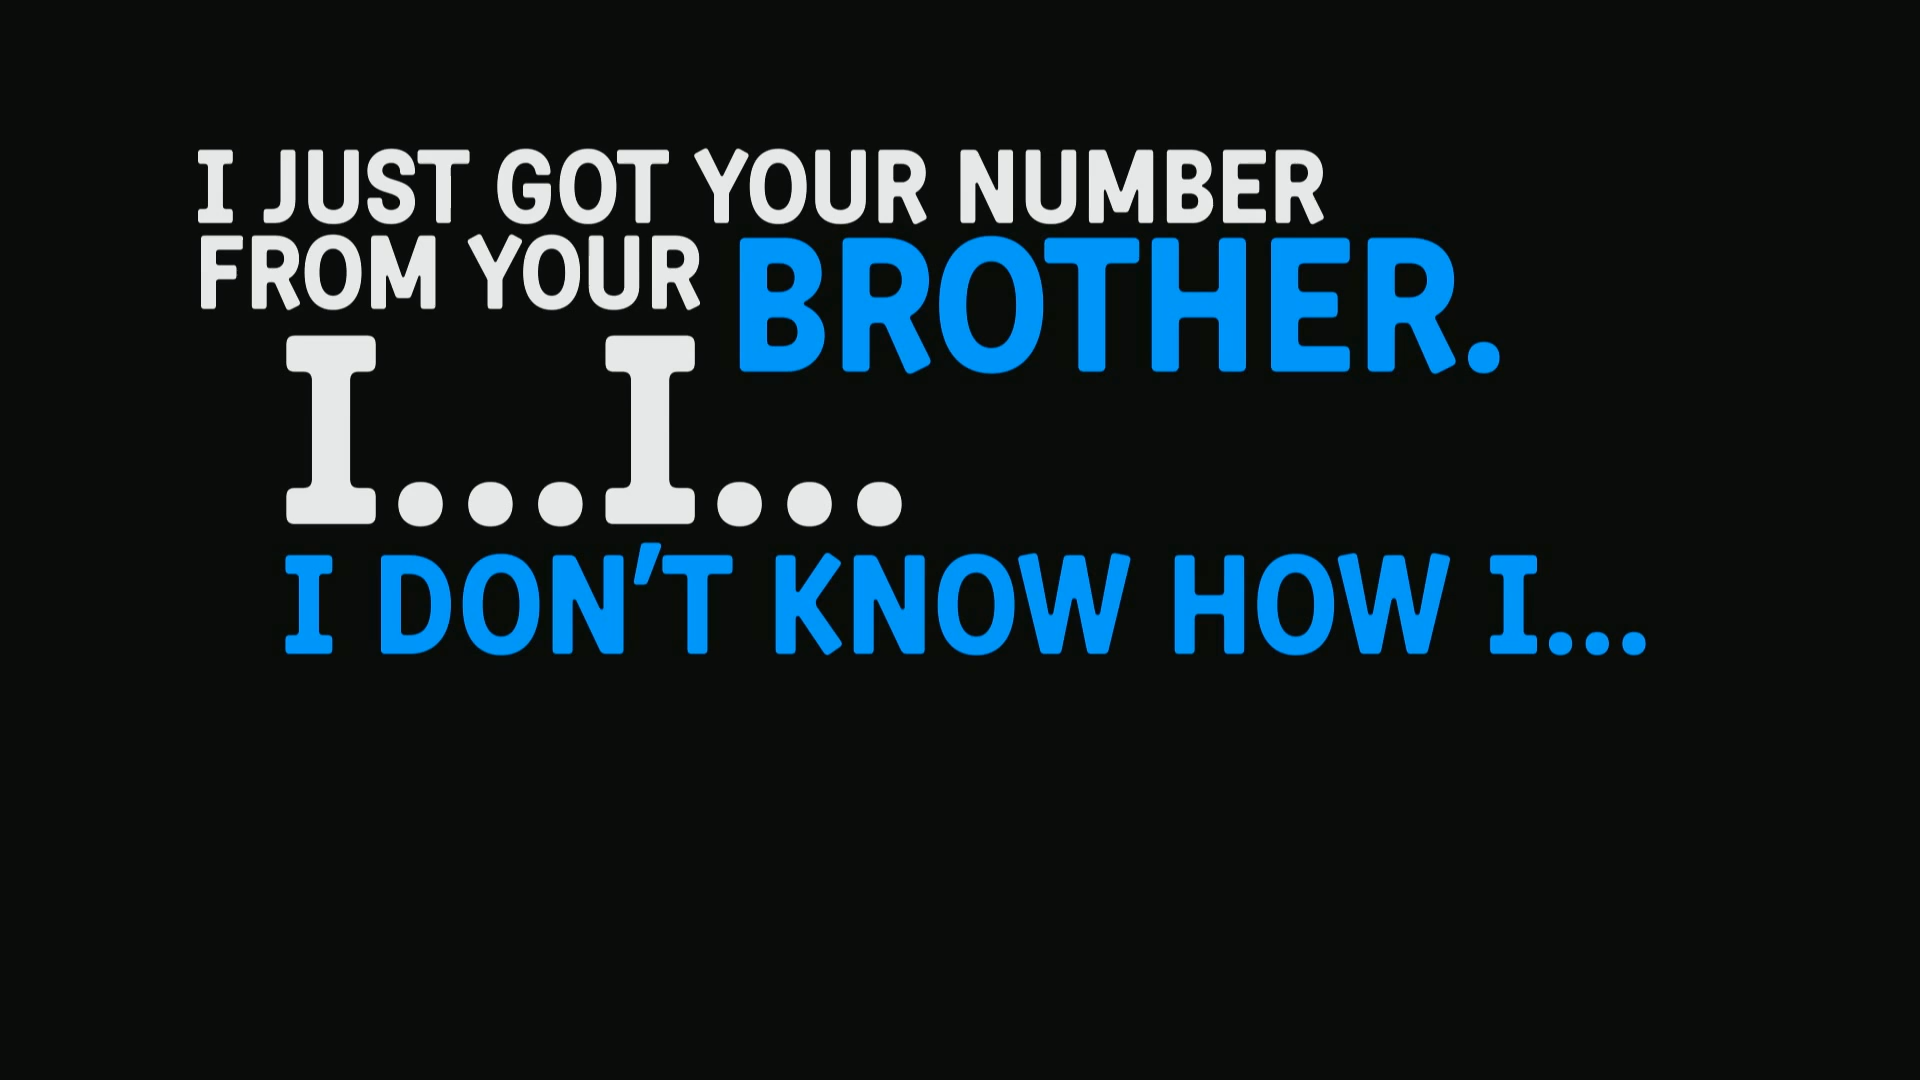 I JUST GOT YOUR NUMBER
FROM YOUR BROTHER.
I...I...
I DON'T KNOW HOW I...